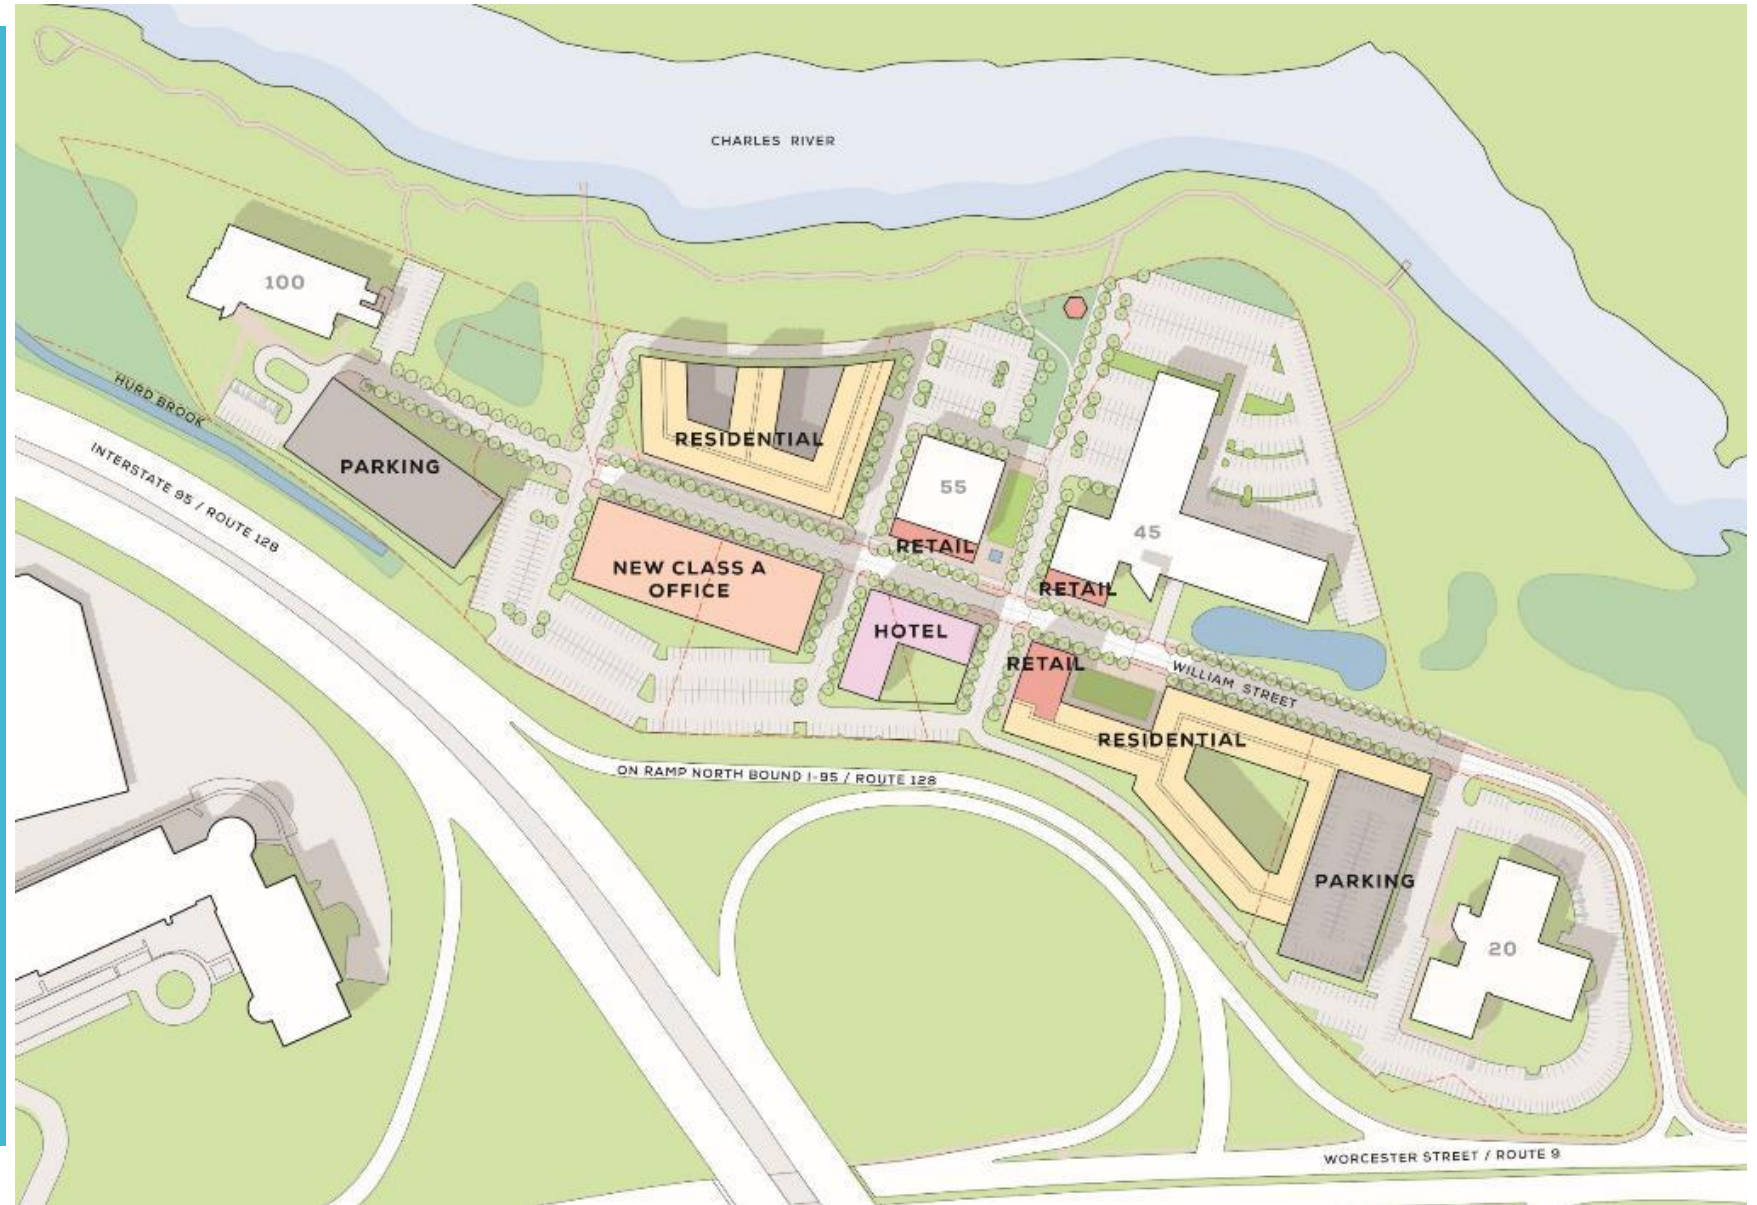 CHARLES RIVER
100
HURD BROOK
INTERSTATE 95 / ROUTE 128
PARKING
RESIDENTIAL
NEW CLASS A
OFFICE
55
RETAIL
45
RETAIL
HOTEL
RETAIL
WILLIAM STREET
RESIDENTIAL
ON RAMP NORTH BOUND I-95 / ROUTE 128
PARKING
20
WORCESTER STREET / ROUTE 9